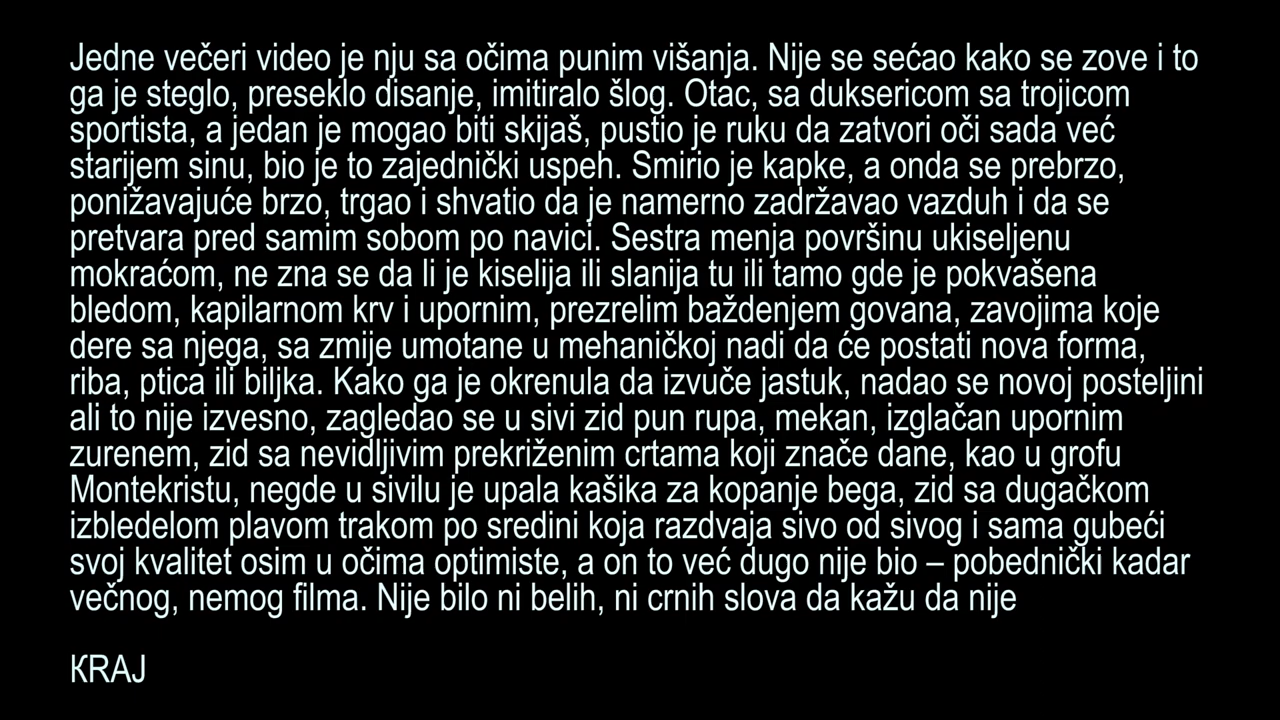 Jedne večeri video je nju sa očima punim višanja. Nije se sećao kako se zove i to
ga je steglo, preseklo disanje, imitiralo šlog. Otac, sa duksericom sa trojicom
sportista, a jedan je mogao biti skijaš, pustio je ruku da zatvori oči sada već
starijem sinu, bio je to zajednički uspeh. Smirio je kapke, a onda se prebrzo,
ponižavajuće brzo, trgao i shvatio da je namerno zadržavao vazduh i da se
pretvara pred samim sobom po navici. Sestra menja površinu ukiseljenu
mokraćom, ne zna se da li je kiselija ili slanija tu ili tamo gde je pokvašena
bledom, kapilarnom krv i upornim, prezrelim baždenjem govana, zavojima koje
dere sa njega, sa zmije umotane u mehaničkoj nadi da će postati nova forma,
riba, ptica ili biljka. Kako ga je okrenula da izvuče jastuk, nadao se novoj posteljini
ali to nije izvesno, zagledao se u sivi zid pun rupa, mekan, izglačan upornim
zurenem, zid sa nevidljivim prekriženim crtama koji znače dane, kao u grofu
Montekristu, negde u sivilu je upala kašika za kopanje bega, zid sa dugačkom
izbledelom plavom trakom po sredini koja razdvaja sivo od sivog i sama gubeći
svoj kvalitet osim u očima optimiste, a on to već dugo nije bio – pobednički kadar
večnog, nemog filma. Nije bilo ni belih, ni crnih slova da kažu da nije
KRAJ